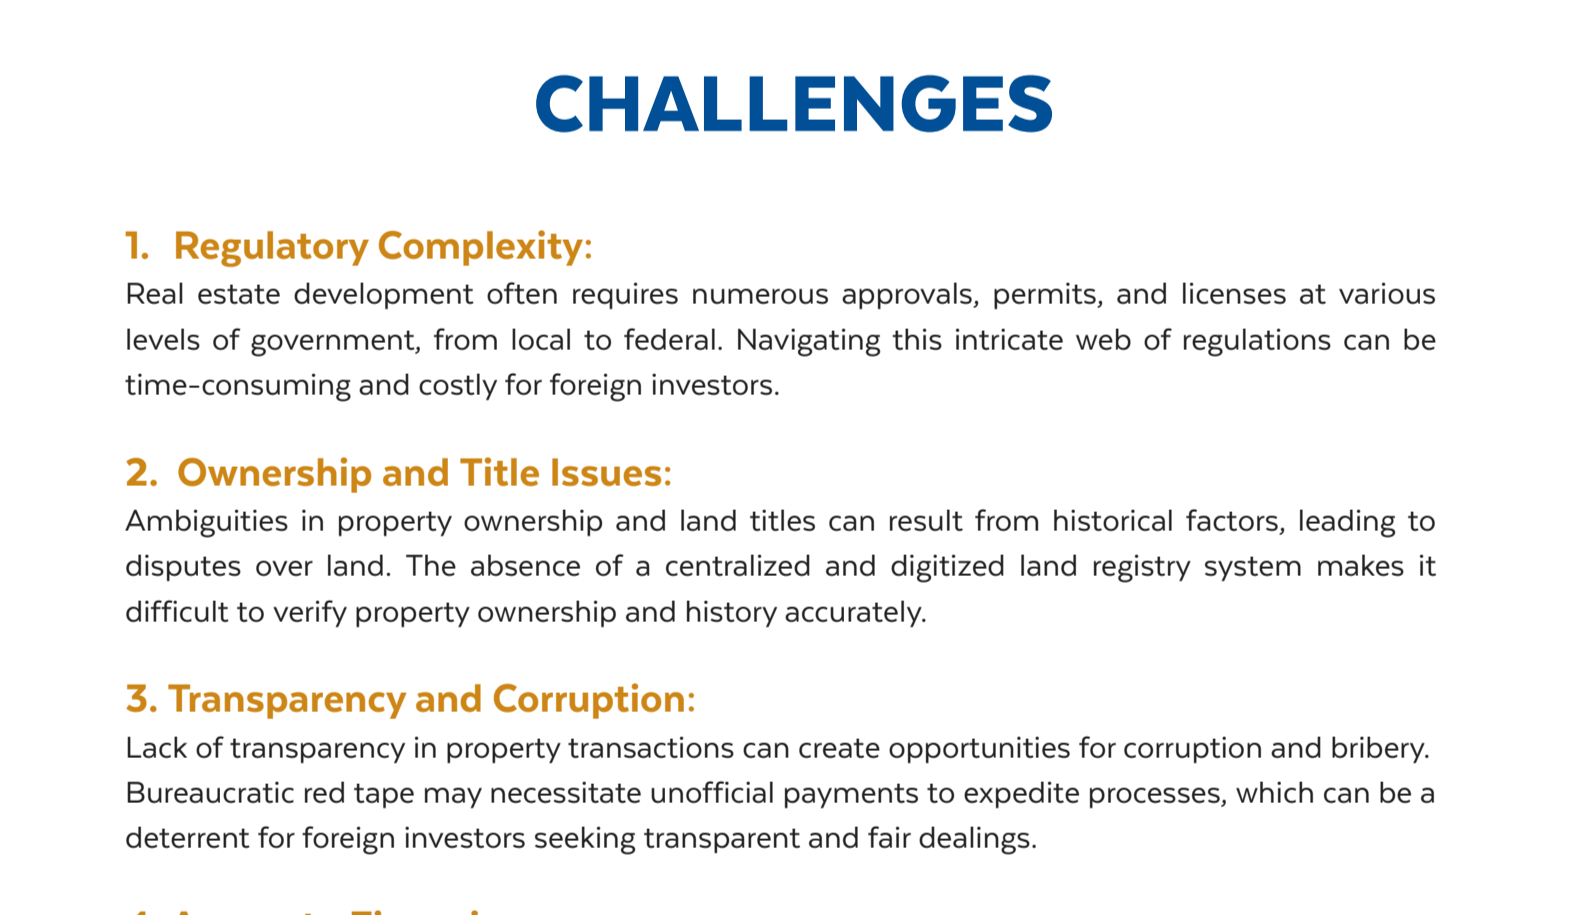 CHALLENGES
1. Regulatory Complexity:
Real estate development often requires numerous approvals, permits, and licenses at various
levels of government, from local to federal. Navigating this intricate web of regulations can be
time-consuming and costly for foreign investors.
2. Ownership and Title Issues:
Ambiguities in property ownership and land titles can result from historical factors, leading to
disputes over land. The absence of a centralized and digitized land registry system makes it
difficult to verify property ownership and history accurately.
3. Transparency and Corruption:
Lack of transparency in property transactions can create opportunities for corruption and bribery.
Bureaucratic red tape may necessitate unofficial payments to expedite processes, which can be a
deterrent for foreign investors seeking transparent and fair dealings.